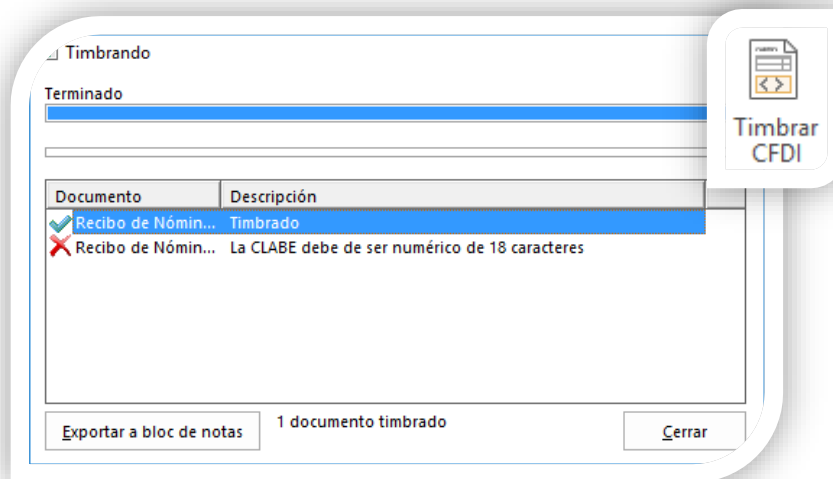 Timbrando
Terminado
Timbrar
CFDI
Documento Descripción
Recibo de Nómin... Timbrado
Recibo de Nómin... La CLABE debe de ser numérico de 18 caracteres
Exportar a bloc de notas 1 documento timbrado Cerrar